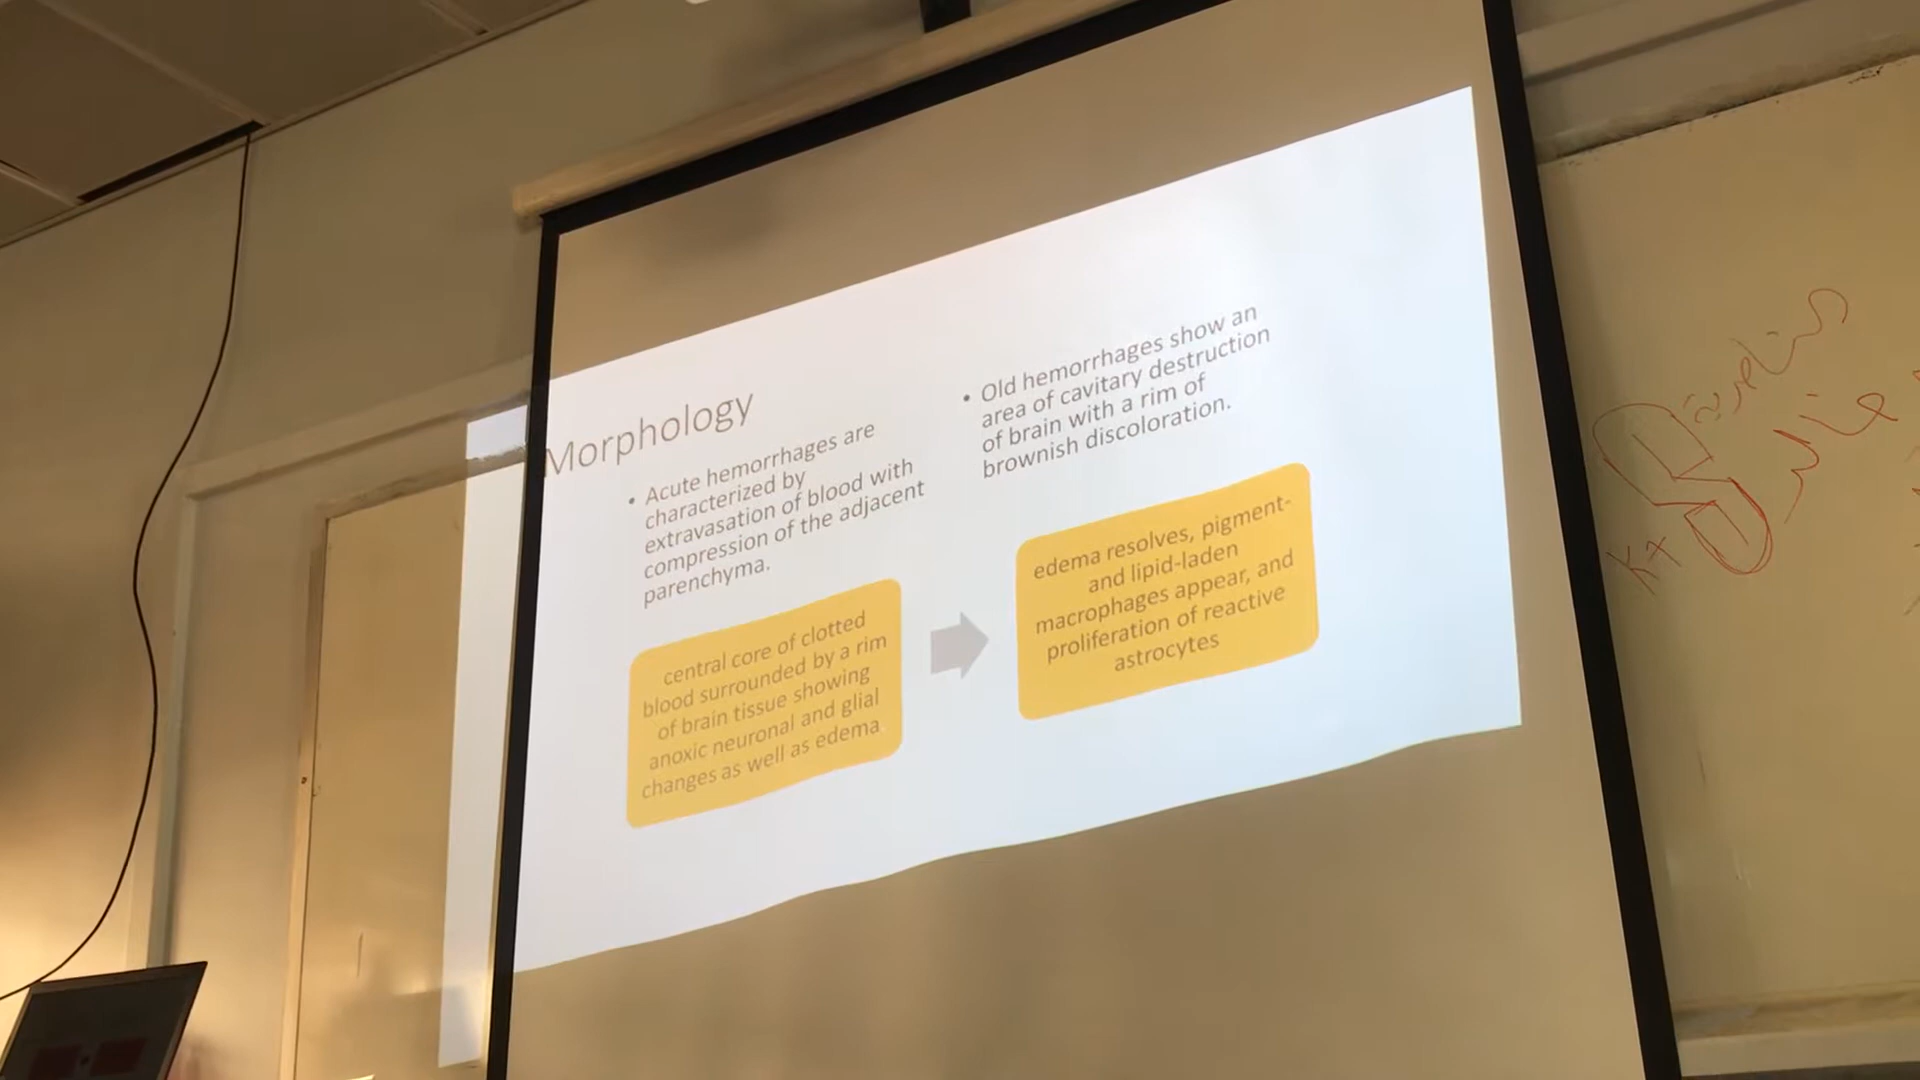 Morphology
• Acute hemorrhages are
characterized by
extravasation of blood with
compression of the adjacent
parenchyma.
central core of clotted
blood surrounded by a rim
of brain tissue showing
anoxic neuronal and glial
changes as well as edema.
• Old hemorrhages show an
area of cavitary destruction
of brain with a rim of
brownish discoloration.
edema resolves, pigment-
and lipid-laden
macrophages appear, and
proliferation of reactive
astrocytes